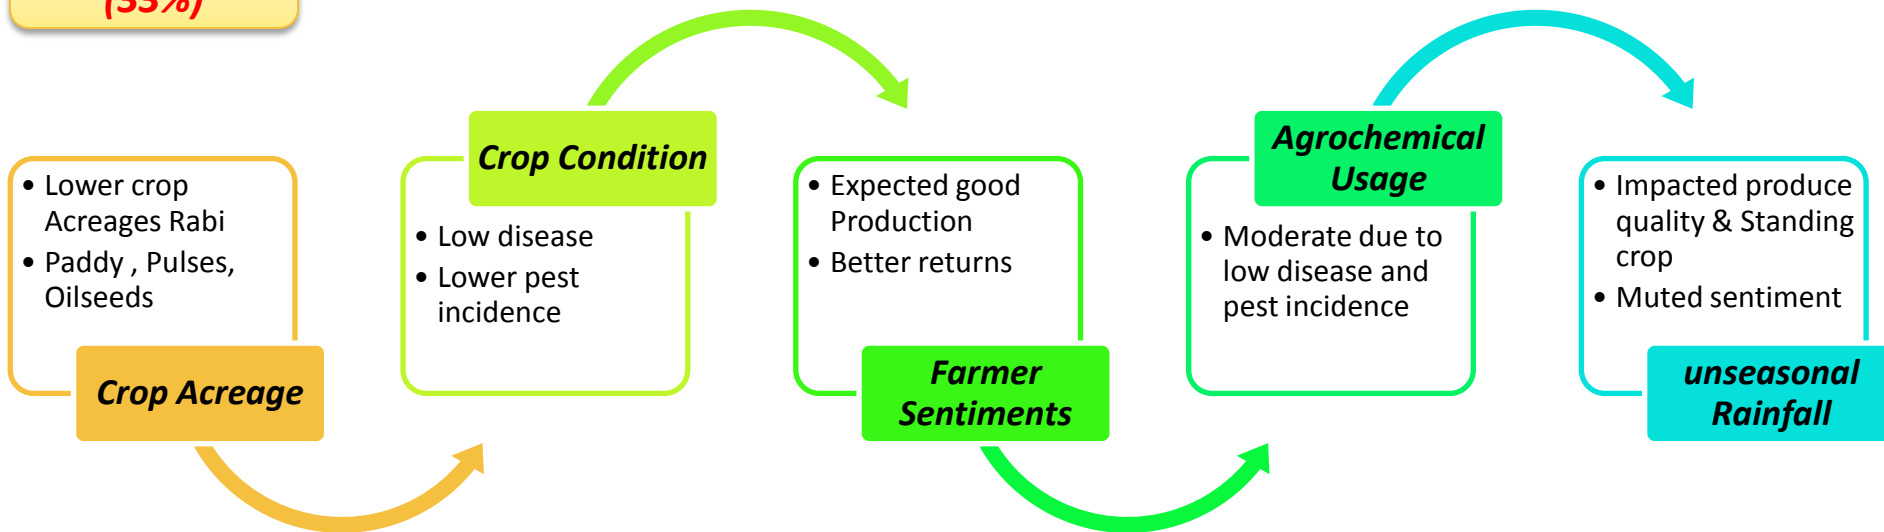 (55%)
• Lower crop
Acreages Rabi
• Paddy , Pulses,
Oilseeds
Crop Acreage
Crop Condition
• Low disease
• Lower pest
incidence
• Expected good
Production
• Better returns
Farmer
Sentiments
Agrochemical
Usage
• Moderate due to
low disease and
pest incidence
• Impacted produce
quality & Standing
crop
• Muted sentiment
unseasonal
Rainfall